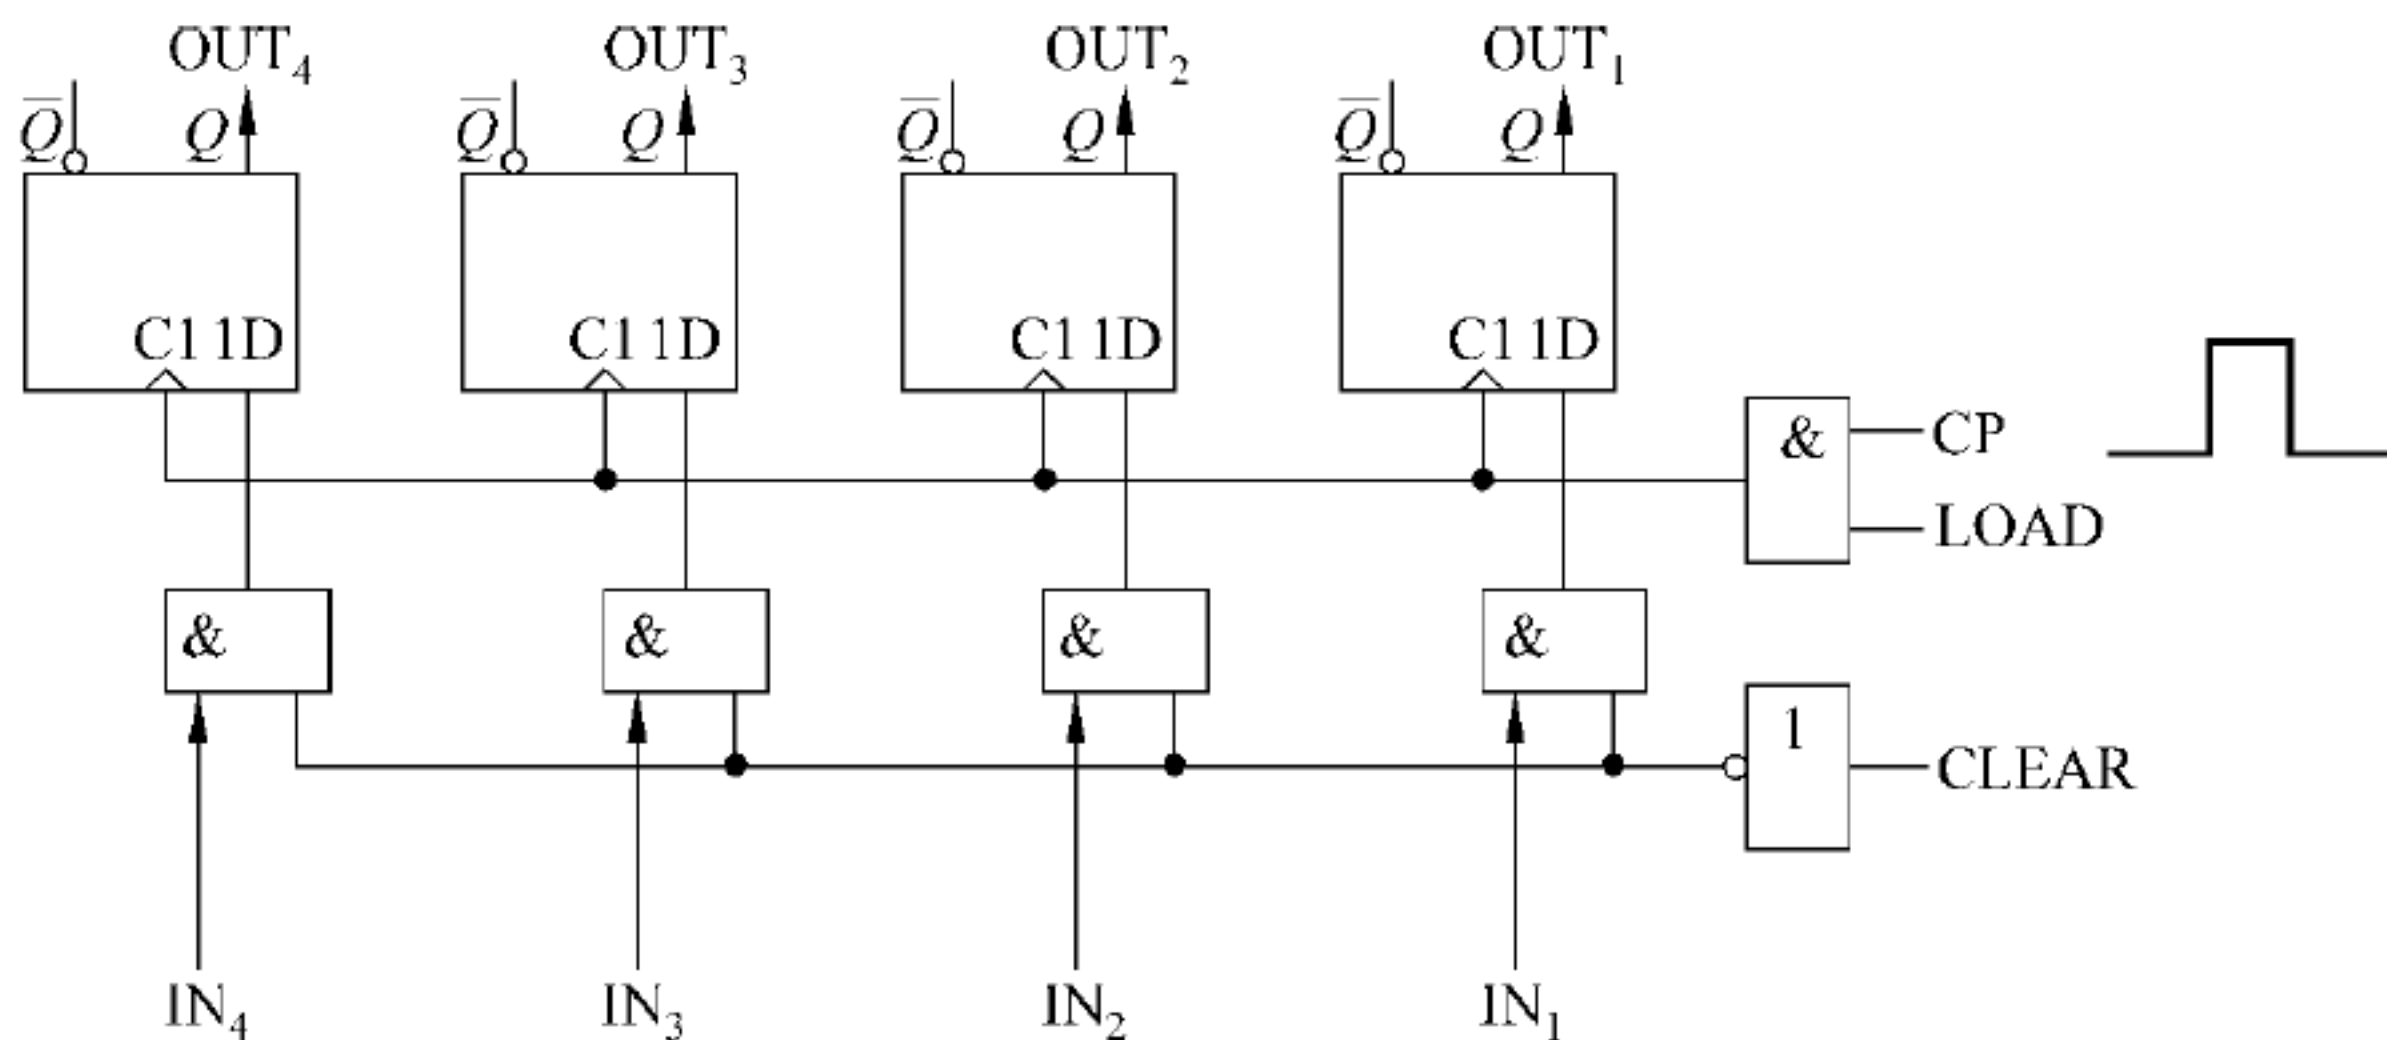 OUT₄ OUT₃ OUT₂ OUT₁
Q̅ Q Q̅ Q Q̅ Q Q̅ Q
C1 1D C1 1D C1 1D C1 1D
& CP
LOAD
& & & &
1
CLEAR
IN₄ IN₃ IN₂ IN₁